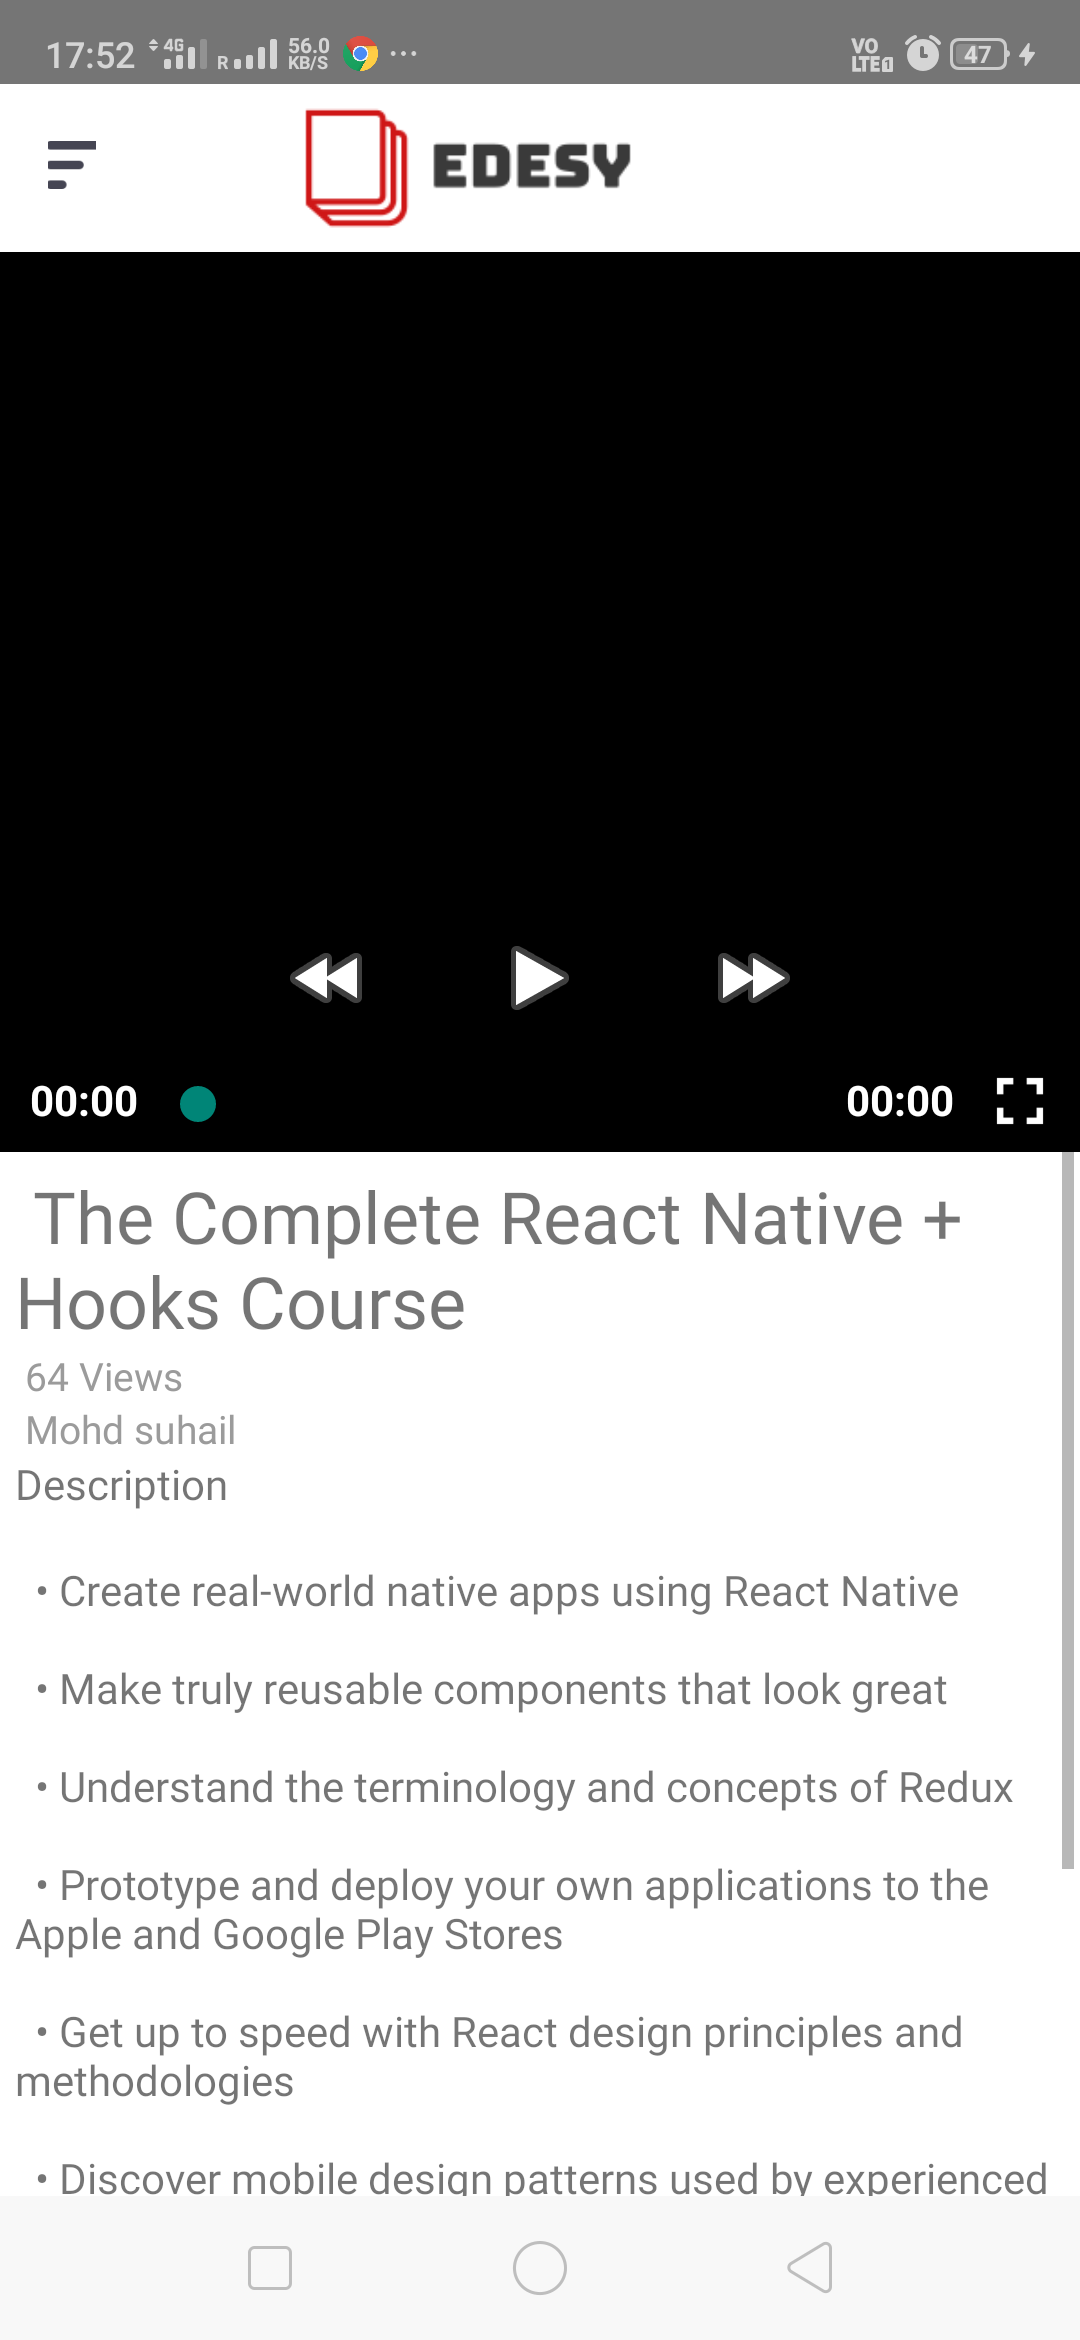 17:52 4G R 56.0 KB/S ... VO LTE1 47
EDESY
00:00 00:00
The Complete React Native +
Hooks Course
64 Views
Mohd suhail
Description
• Create real-world native apps using React Native
• Make truly reusable components that look great
• Understand the terminology and concepts of Redux
• Prototype and deploy your own applications to the
Apple and Google Play Stores
• Get up to speed with React design principles and
methodologies
• Discover mobile design patterns used by experienced